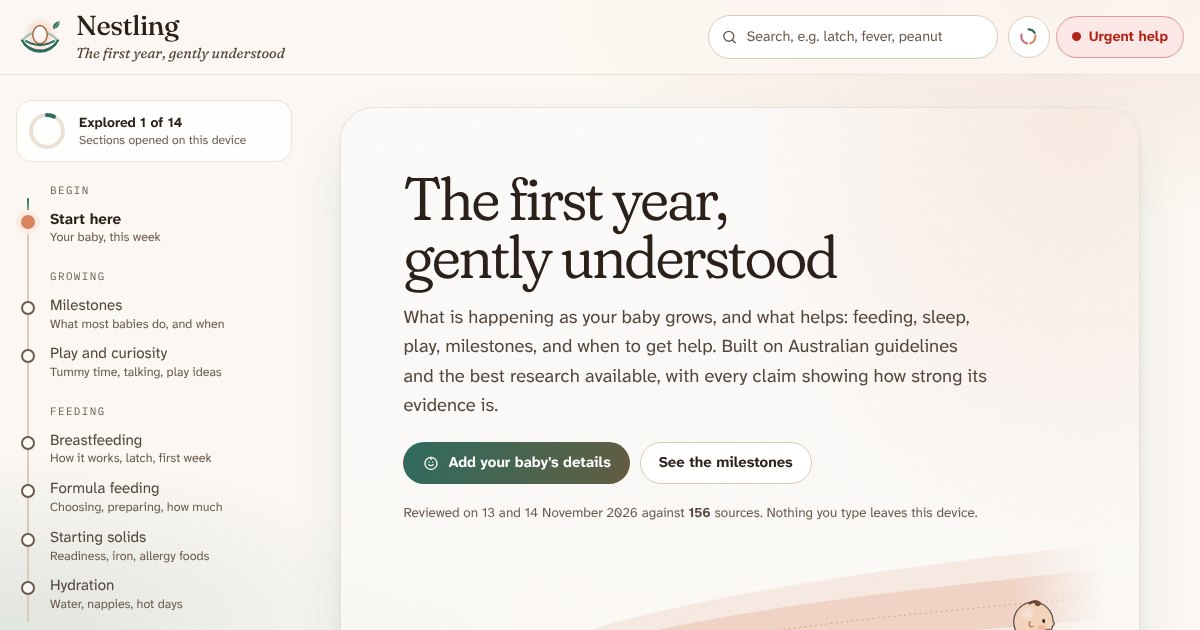 Nestling
The first year, gently understood
Search, e.g. latch, fever, peanut
Urgent help
Explored 1 of 14
Sections opened on this device
BEGIN
Start here
Your baby, this week
GROWING
Milestones
What most babies do, and when
Play and curiosity
Tummy time, talking, play ideas
FEEDING
Breastfeeding
How it works, latch, first week
Formula feeding
Choosing, preparing, how much
Starting solids
Readiness, iron, allergy foods
Hydration
Water, nappies, hot days
The first year,
gently understood
What is happening as your baby grows, and what helps: feeding, sleep,
play, milestones, and when to get help. Built on Australian guidelines
and the best research available, with every claim showing how strong its
evidence is.
Add your baby's details
See the milestones
Reviewed on 13 and 14 November 2026 against 156 sources. Nothing you type leaves this device.